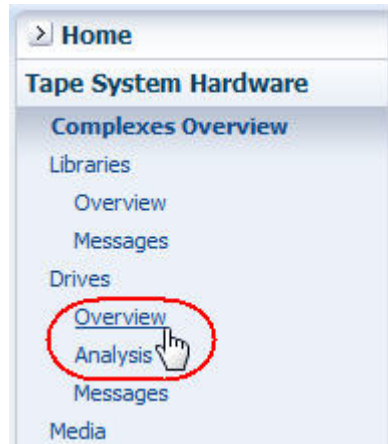 Home
Tape System Hardware
Complexes Overview
Libraries
Overview
Messages
Drives
Overview
Analysis
Messages
Media